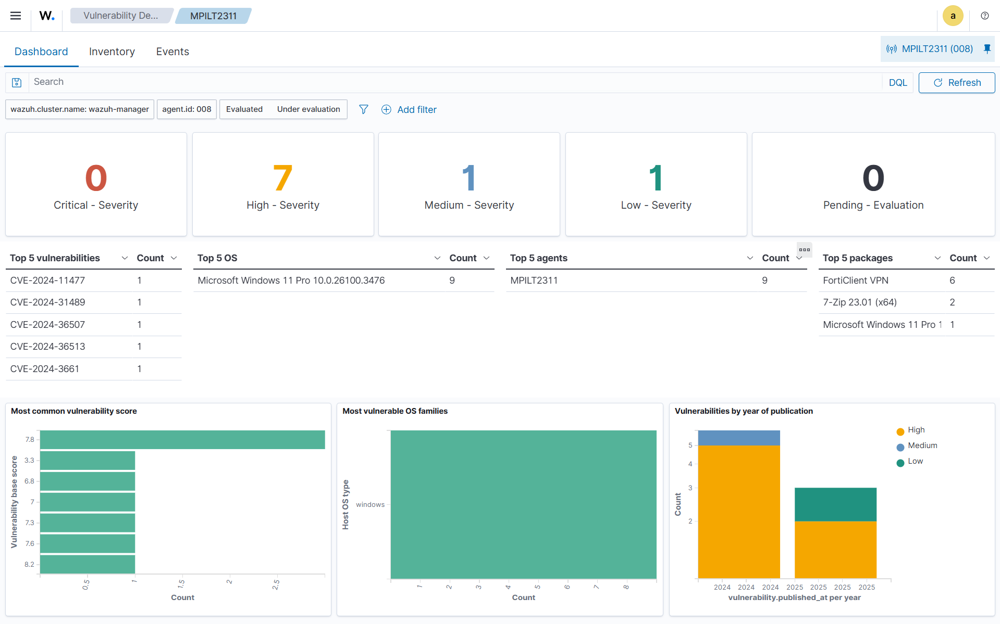 W.
Vulnerability De...
MPILT2311
a
Dashboard
Inventory
Events
MPILT2311 (008)
Search
DQL
Refresh
wazuh.cluster.name: wazuh-manager
agent.id: 008
Evaluated
Under evaluation
Add filter
0
Critical - Severity
7
High - Severity
1
Medium - Severity
1
Low - Severity
0
Pending - Evaluation
Top 5 vulnerabilities Count
CVE-2024-11477 1
CVE-2024-31489 1
CVE-2024-36507 1
CVE-2024-36513 1
CVE-2024-3661 1
Top 5 OS Count
Microsoft Windows 11 Pro 10.0.26100.3476 9
Top 5 agents Count
MPILT2311 9
Top 5 packages Count
FortiClient VPN 6
7-Zip 23.01 (x64) 2
Microsoft Windows 11 Pro 1 1
Most common vulnerability score
Vulnerability base score
7.8
3.3
6.8
7
7.3
7.6
8.2
0.5 1 1.5 2 2.5
Count
Most vulnerable OS families
Host OS type
windows
1 2 3 4 5 6 7 8
Count
Vulnerabilities by year of publication
Count
5
4
3
2
2024 2024 2024 2025 2025 2025 2025
vulnerability.published_at per year
High
Medium
Low